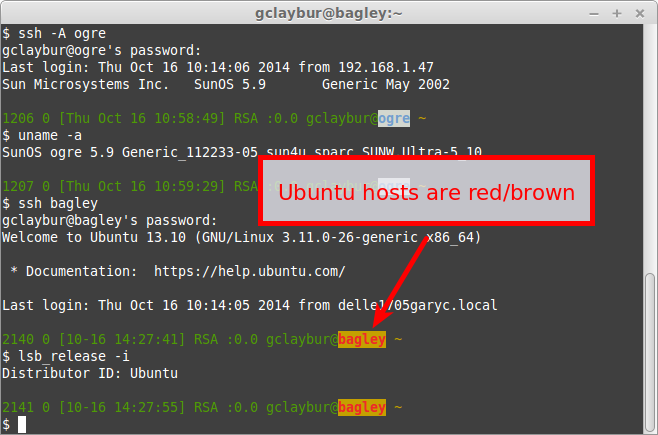 gclaybur@bagley:~
$ ssh -A ogre
gclaybur@ogre's password:
Last login: Thu Oct 16 10:14:06 2014 from 192.168.1.47
Sun Microsystems Inc.   SunOS 5.9       Generic May 2002
1206 0 [Thu Oct 16 10:58:49] RSA :0.0 gclaybur@ogre ~
$ uname -a
SunOS ogre 5.9 Generic_112233-05 sun4u sparc SUNW,Ultra-5_10
1207 0 [Thu Oct 16 10:59:29] RS
Ubuntu hosts are red/brown
$ ssh bagley
gclaybur@bagley's password:
Welcome to Ubuntu 13.10 (GNU/Linux 3.11.0-26-generic x86_64)
 * Documentation:  https://help.ubuntu.com/
Last login: Thu Oct 16 10:14:05 2014 from delle1705garyc.local
2140 0 [10-16 14:27:41] RSA :0.0 gclaybur@bagley ~
$ lsb_release -i
Distributor ID: Ubuntu
2141 0 [10-16 14:27:55] RSA :0.0 gclaybur@bagley ~
$